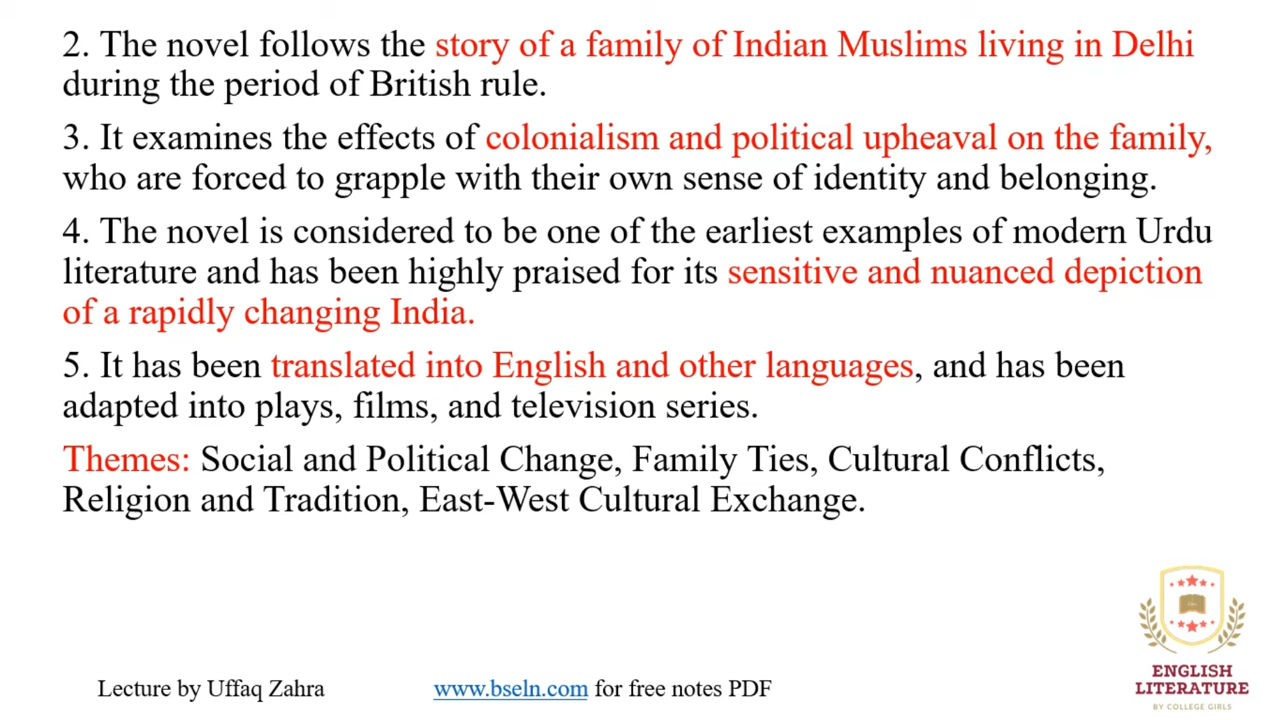 2. The novel follows the story of a family of Indian Muslims living in Delhi
during the period of British rule.
3. It examines the effects of colonialism and political upheaval on the family,
who are forced to grapple with their own sense of identity and belonging.
4. The novel is considered to be one of the earliest examples of modern Urdu
literature and has been highly praised for its sensitive and nuanced depiction
of a rapidly changing India.
5. It has been translated into English and other languages, and has been
adapted into plays, films, and television series.
Themes: Social and Political Change, Family Ties, Cultural Conflicts,
Religion and Tradition, East-West Cultural Exchange.
Lecture by Uffaq Zahra
www.bseln.com for free notes PDF
ENGLISH
LITERATURE
BY COLLEGE GIRLS